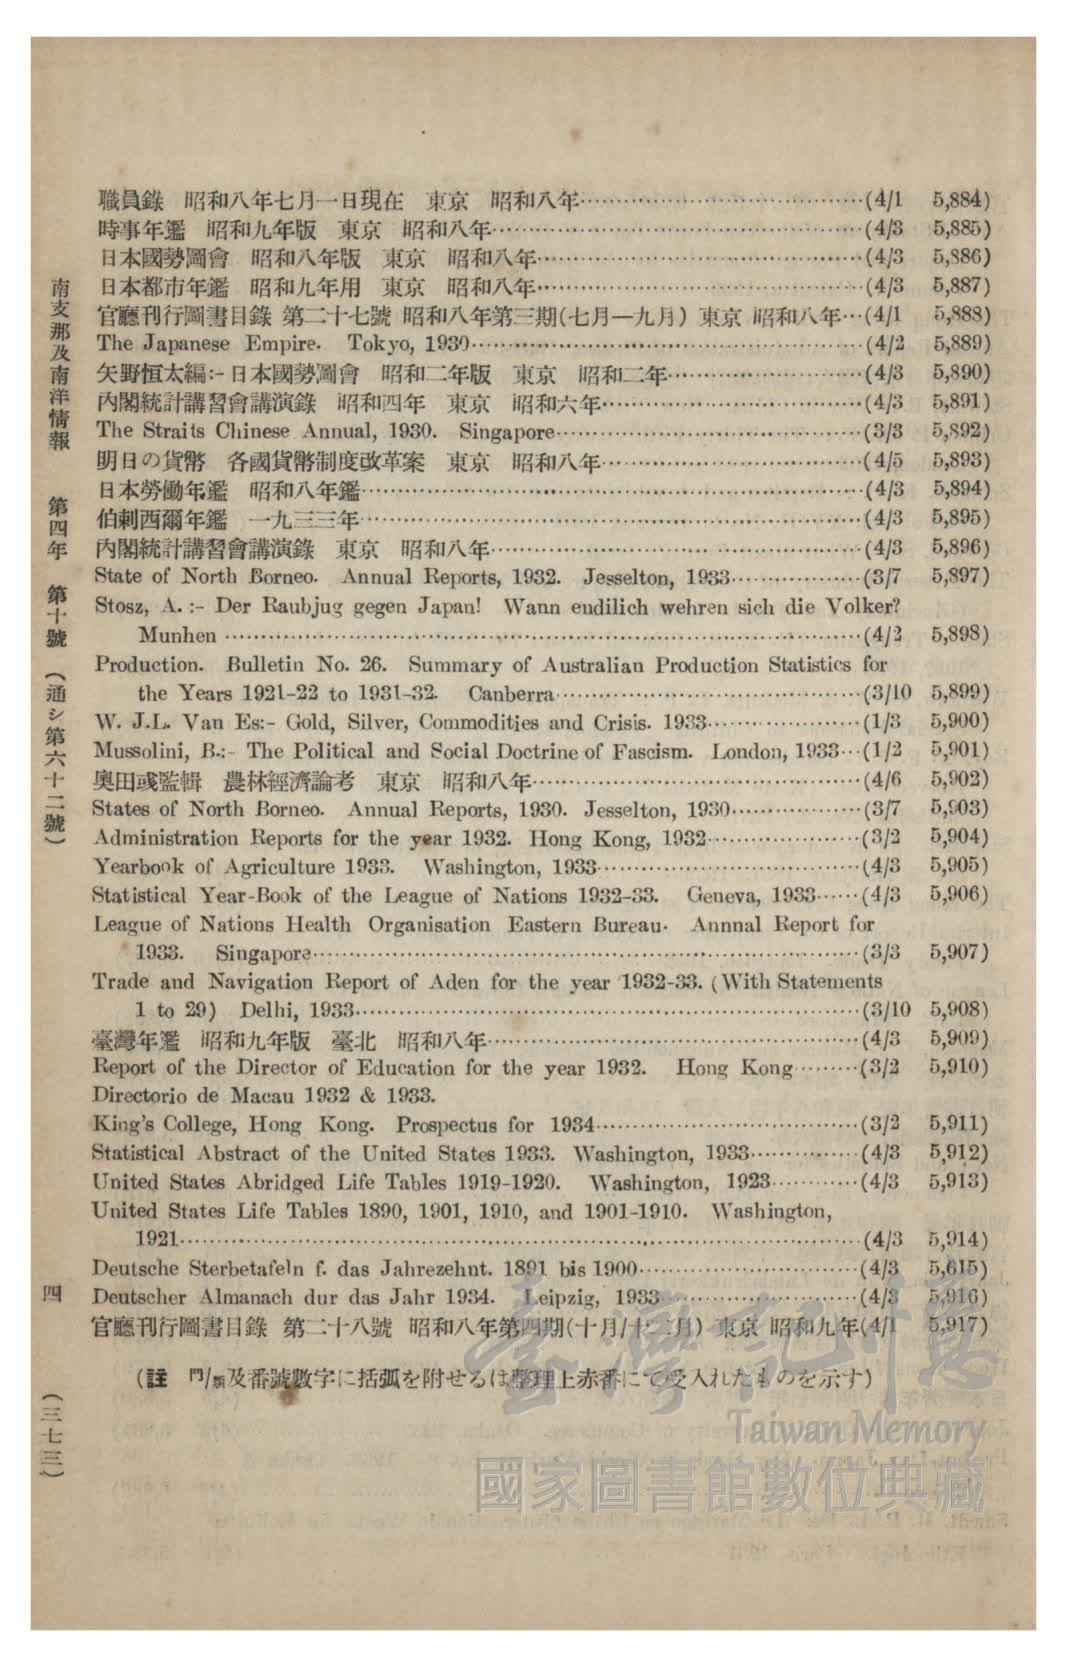 職員錄 昭和八年七月一日現在 東京 昭和八年……(4/1 5,884)
時事年鑑 昭和九年版 東京 昭和八年……(4/3 5,885)
日本國勢圖會 昭和八年版 東京 昭和八年……(4/3 5,886)
日本都市年鑑 昭和九年用 東京 昭和八年……(4/3 5,887)
官廳刊行圖書目錄 第二十七號 昭和八年第三期(七月—九月) 東京 昭和八年…(4/1 5,888)
The Japanese Empire. Tokyo, 1930……(4/2 5,889)
矢野恒太編:- 日本國勢圖會 昭和二年版 東京 昭和二年……(4/3 5,890)
內閣統計講習會講演錄 昭和四年 東京 昭和六年……(4/3 5,891)
The Straits Chinese Annual, 1930. Singapore……(3/3 5,892)
明日の貨幣 各國貨幣制度改革案 東京 昭和八年……(4/5 5,893)
日本勞働年鑑 昭和八年鑑……(4/3 5,894)
伯剌西爾年鑑 一九三三年……(4/3 5,895)
內閣統計講習會講演錄 東京 昭和八年……(4/3 5,896)
State of North Borneo. Annual Reports, 1932. Jesselton, 1933……(3/7 5,897)
Stosz, A. :- Der Raubjug gegen Japan! Wann eudilich wehren sich die Volker?
Munhen……(4/2 5,898)
Production. Bulletin No. 26. Summary of Australian Production Statistics for
the Years 1921-22 to 1931-32. Canberra……(3/10 5,899)
W. J.L. Van Es:- Gold, Silver, Commodities and Crisis. 1933……(1/3 5,900)
Mussolini, B.:- The Political and Social Doctrine of Fascism. London, 1933…(1/2 5,901)
奧田彧監輯 農林經濟論考 東京 昭和八年……(4/6 5,902)
States of North Borneo. Annual Reports, 1930. Jesselton, 1930……(3/7 5,903)
Administration Reports for the year 1932. Hong Kong, 1932……(3/2 5,904)
Yearbook of Agriculture 1933. Washington, 1933……(4/3 5,905)
Statistical Year-Book of the League of Nations 1932-33. Geneva, 1933……(4/3 5,906)
League of Nations Health Organisation Eastern Bureau. Annnal Report for
1933. Singapore……(3/3 5,907)
Trade and Navigation Report of Aden for the year 1932-33. (With Statements
1 to 29) Delhi, 1933……(3/10 5,908)
臺灣年鑑 昭和九年版 臺北 昭和八年……(4/3 5,909)
Report of the Director of Education for the year 1932. Hong Kong……(3/2 5,910)
Directorio de Macau 1932 & 1933.
King's College, Hong Kong. Prospectus for 1934……(3/2 5,911)
Statistical Abstract of the United States 1933. Washington, 1933……(4/3 5,912)
United States Abridged Life Tables 1919-1920. Washington, 1923……(4/3 5,913)
United States Life Tables 1890, 1901, 1910, and 1901-1910. Washington,
1921……(4/3 5,914)
Deutsche Sterbetafeln f. das Jahrezehnt. 1891 bis 1900……(4/3 5,615)
Deutscher Almanach dur das Jahr 1934. Leipzig, 1933……(4/3 5,916)
官廳刊行圖書目錄 第二十八號 昭和八年第四期(十月/十二月) 東京 昭和九年(4/1 5,917)
(註 門/類及番號數字に括弧を附せるは整理上赤番にて受入れたものを示す)
南支那及南洋情報 第四年 第十號 (通シ第六十二號) 四 (三七三)
臺灣記憶
Taiwan Memory
國家圖書館數位典藏